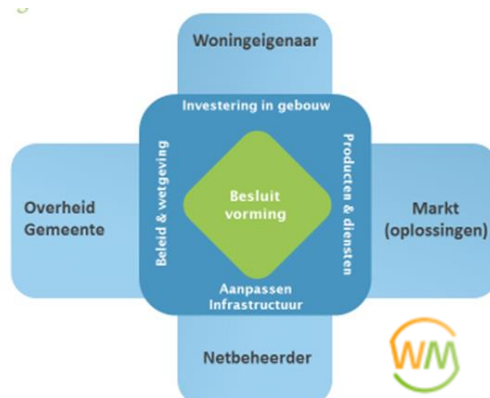 Woningeigenaar
Investering in gebouw
Overheid
Gemeente
Beleid & wetgeving
Besluit
vorming
Producten & diensten
Markt
(oplossingen)
Aanpassen
Infrastructuur
Netbeheerder
WM